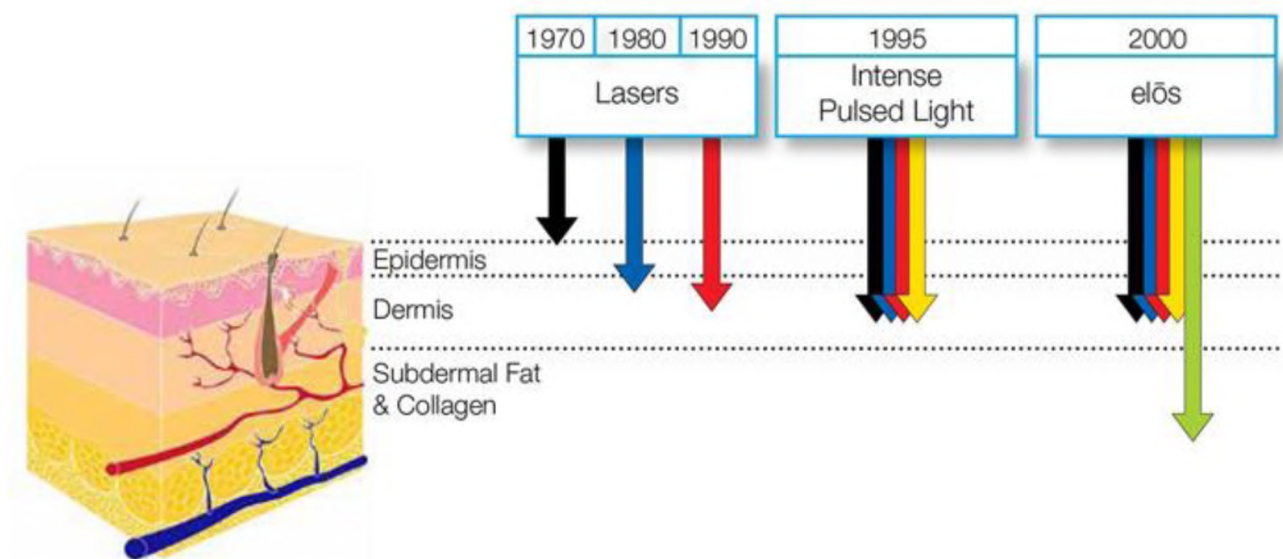 1970 1980 1990
Lasers
1995
Intense
Pulsed Light
2000
elōs
Epidermis
Dermis
Subdermal Fat
& Collagen